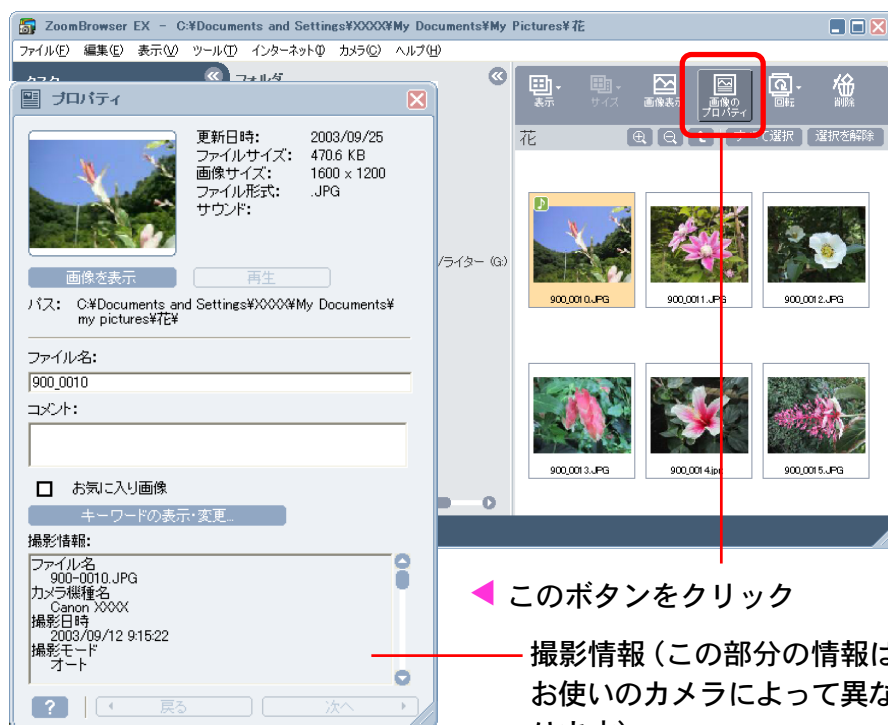 ZoomBrowser EX - C:¥Documents and Settings¥XXXX¥My Documents¥My Pictures¥花
ファイル(F) 編集(E) 表示(V) ツール(T) インターネット(I) カメラ(C) ヘルプ(H)
タスク
フォルダ
表示
サイズ
画像表示
画像の
プロパティ
回転
削除
花
て選択
選択を解除
プロパティ
更新日時: 2003/09/25
ファイルサイズ: 470.6 KB
画像サイズ: 1600 x 1200
ファイル形式: .JPG
サウンド:
画像を表示
再生
パス: C:¥Documents and Settings¥XXXX¥My Documents¥
my pictures¥花¥
ファイル名:
900_0010
コメント:
お気に入り画像
キーワードの表示・変更...
撮影情報:
ファイル名
900-0010.JPG
カメラ機種名
Canon XXXX
撮影日時
2003/09/12 9:15:22
撮影モード
オート
?
戻る
次へ
/ライター (G:)
900_0010.JPG
900_0011.JPG
900_0012.JPG
900_0013.JPG
900_0014.jpg
900_0015.JPG
このボタンをクリック
撮影情報（この部分の情報は
お使いのカメラによって異な
ります）